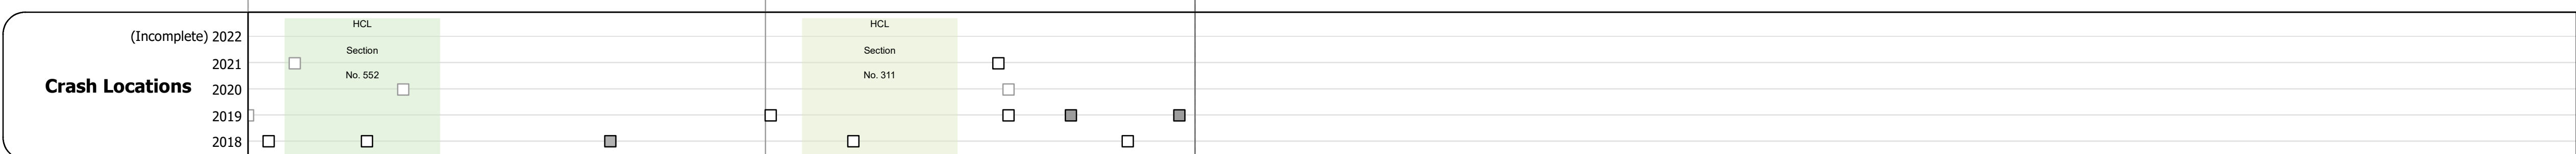 Crash Locations
(Incomplete) 2022
2021
2020
2019
2018
HCL
Section
No. 552
HCL
Section
No. 311